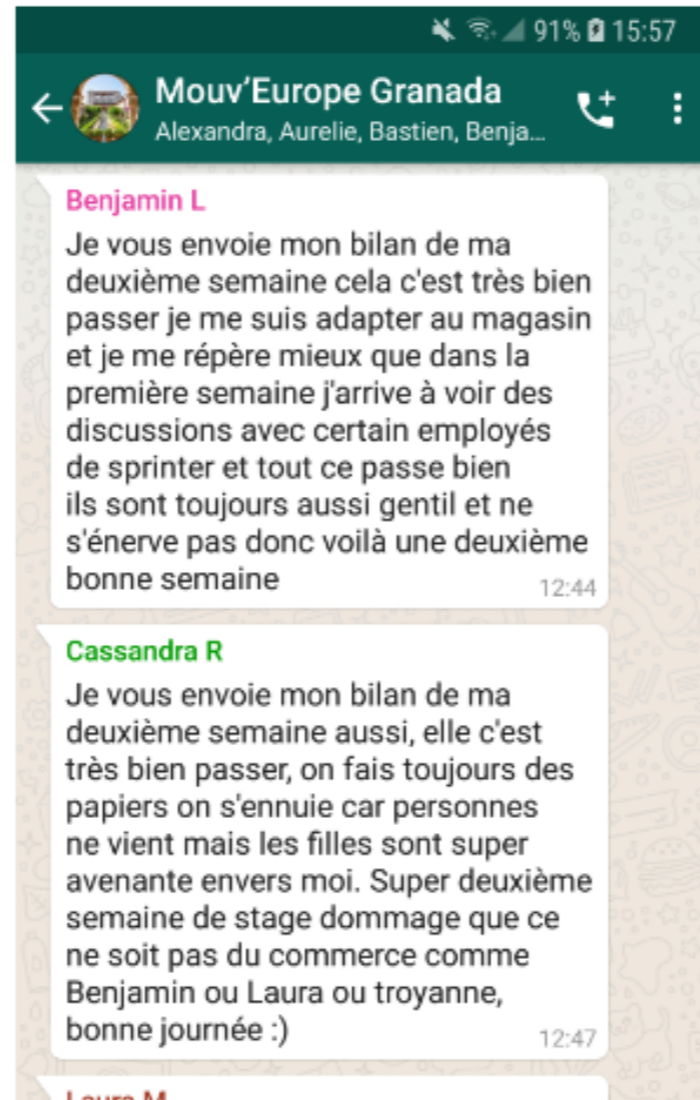 91% 15:57
Mouv'Europe Granada
Alexandra, Aurelie, Bastien, Benja...
Benjamin L
Je vous envoie mon bilan de ma
deuxième semaine cela c'est très bien
passer je me suis adapter au magasin
et je me répère mieux que dans la
première semaine j'arrive à voir des
discussions avec certain employés
de sprinter et tout ce passe bien
ils sont toujours aussi gentil et ne
s'énerve pas donc voilà une deuxième
bonne semaine
12:44
Cassandra R
Je vous envoie mon bilan de ma
deuxième semaine aussi, elle c'est
très bien passer, on fais toujours des
papiers on s'ennuie car personnes
ne vient mais les filles sont super
avenante envers moi. Super deuxième
semaine de stage dommage que ce
ne soit pas du commerce comme
Benjamin ou Laura ou troyanne,
bonne journée :)
12:47
Laura M